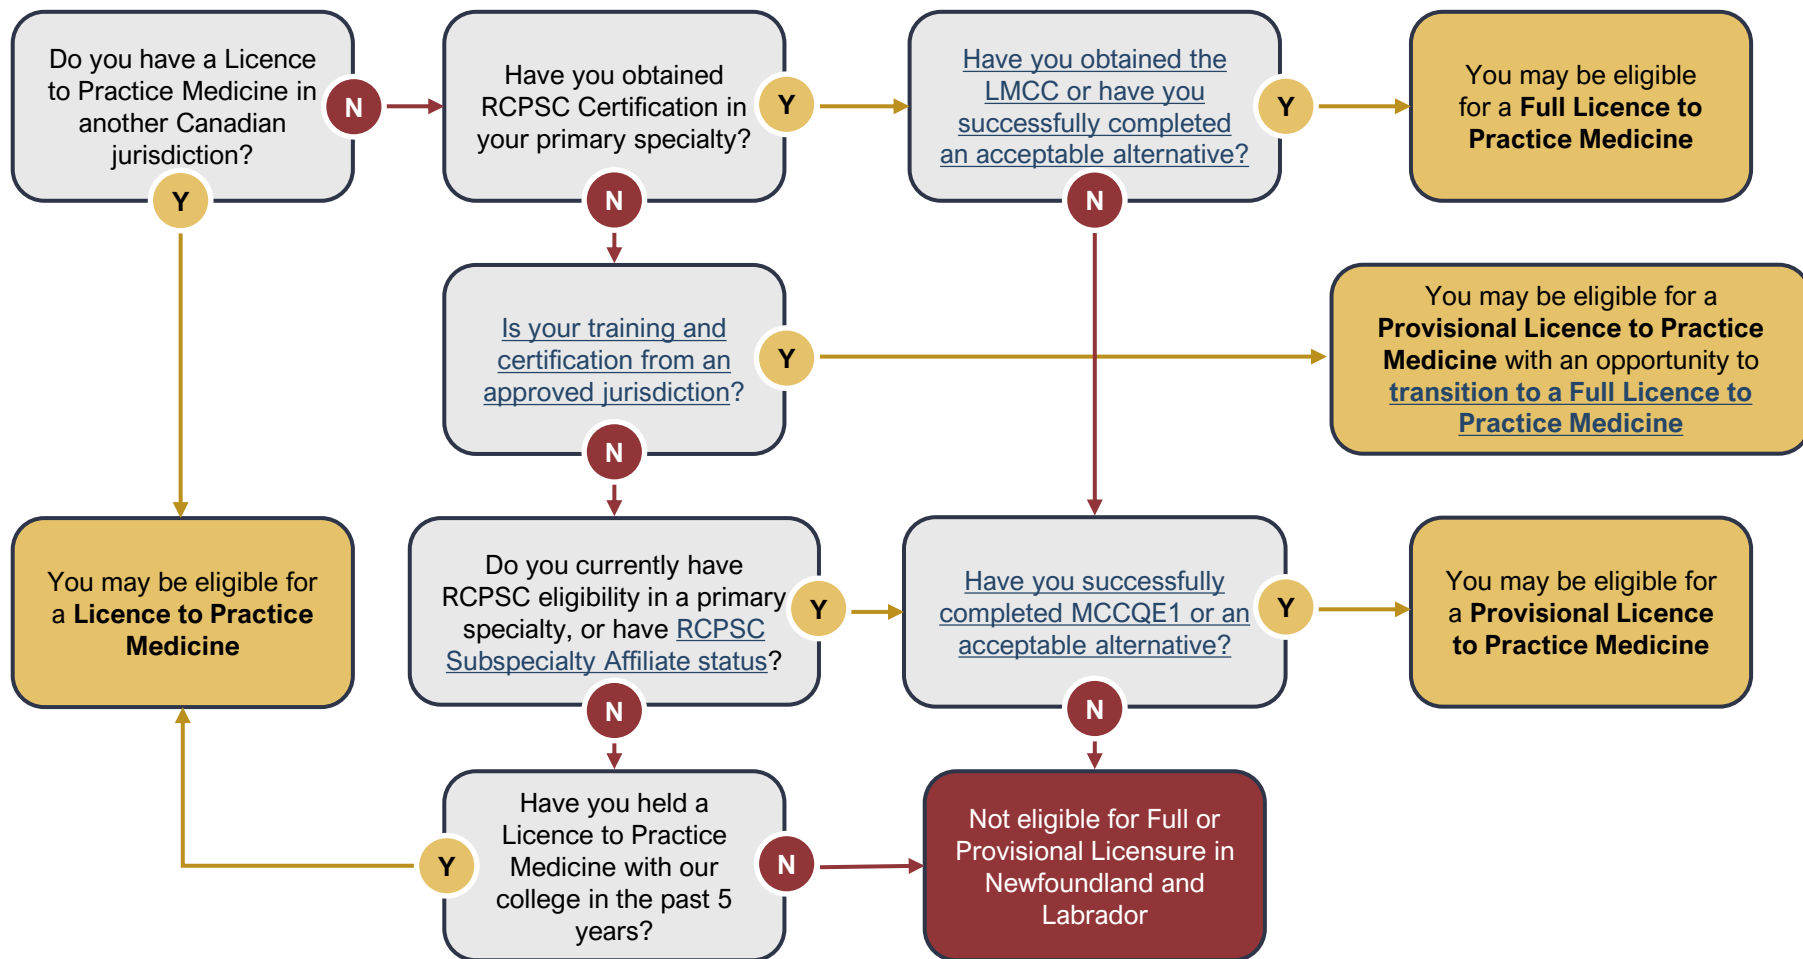 Do you have a Licence
to Practice Medicine in
another Canadian
jurisdiction?
N
Y
Have you obtained
RCPSC Certification in
your primary specialty?
Y
N
Have you obtained the
LMCC or have you
successfully completed
an acceptable alternative?
Y
N
You may be eligible
for a Full Licence to
Practice Medicine
Is your training and
certification from an
approved jurisdiction?
Y
N
You may be eligible for a
Provisional Licence to Practice
Medicine with an opportunity to
transition to a Full Licence to
Practice Medicine
You may be eligible for
a Licence to Practice
Medicine
Do you currently have
RCPSC eligibility in a primary
specialty, or have RCPSC
Subspecialty Affiliate status?
Y
N
Have you successfully
completed MCCQE1 or an
acceptable alternative?
Y
N
You may be eligible for
a Provisional Licence
to Practice Medicine
Have you held a
Licence to Practice
Medicine with our
college in the past 5
years?
Y
N
Not eligible for Full or
Provisional Licensure in
Newfoundland and
Labrador